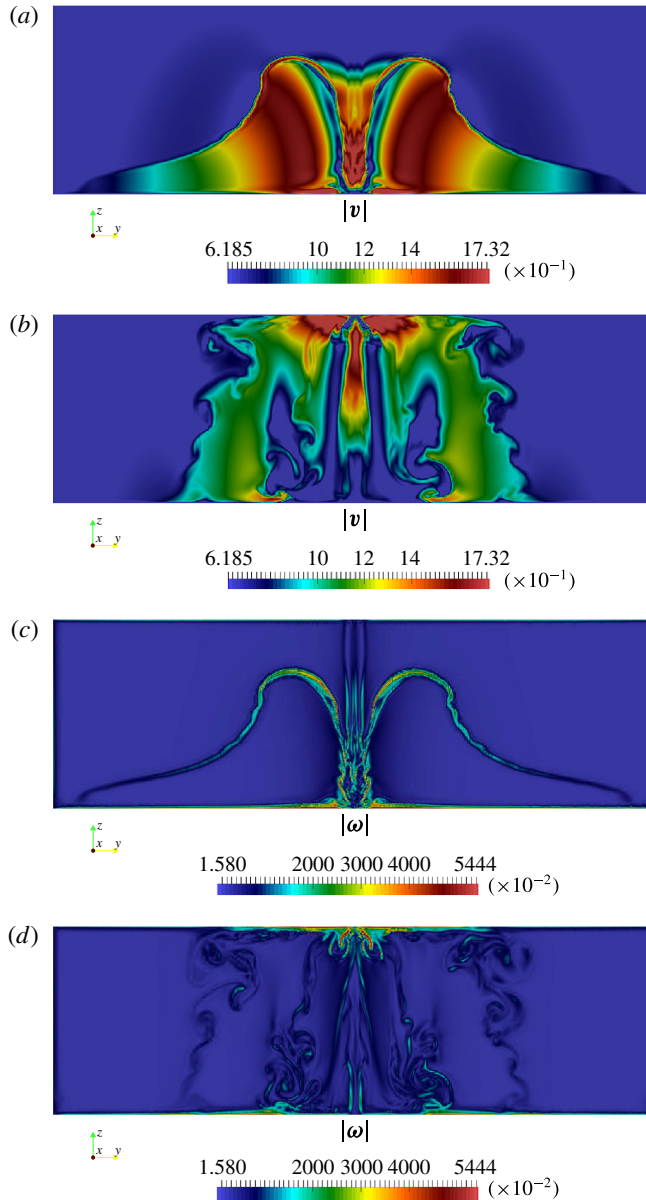 (a)
z
x y
|v|
6.185 10 12 14 17.32
(×10⁻¹)
(b)
z
x y
|v|
6.185 10 12 14 17.32
(×10⁻¹)
(c)
z
x y
|ω|
1.580 2000 3000 4000 5444
(×10⁻²)
(d)
z
x y
|ω|
1.580 2000 3000 4000 5444
(×10⁻²)